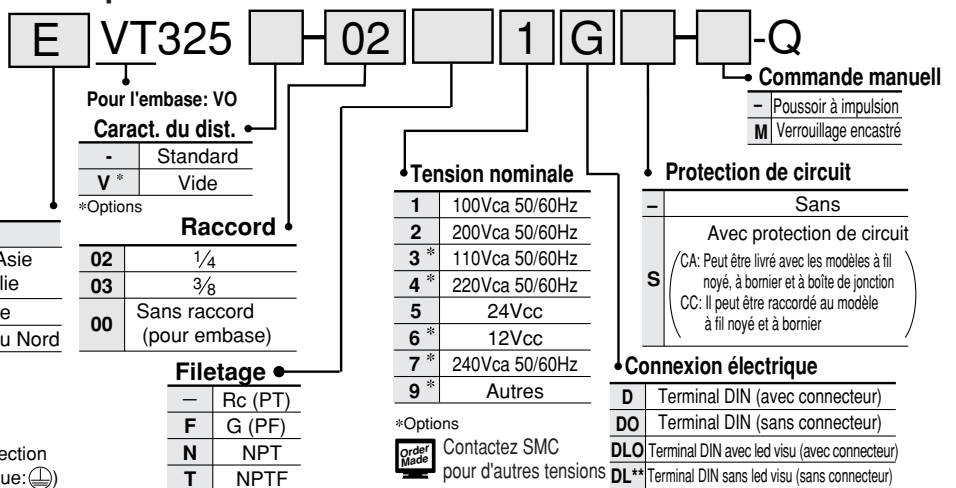 E VT325 - 02 1 G - -Q
Pour l'embase: VO
Caract. du dist.
- Standard
V * Vide
*Options
Raccord
02 1/4
03 3/8
00 Sans raccord
(pour embase)
Filetage
– Rc (PT)
F G (PF)
N NPT
T NPTF
Tension nominale
1 100Vca 50/60Hz
2 200Vca 50/60Hz
3 * 110Vca 50/60Hz
4 * 220Vca 50/60Hz
5 24Vcc
6 * 12Vcc
7 * 240Vca 50/60Hz
9 * Autres
*Options
Order Made
Contactez SMC
pour d'autres tensions
Commande manuell
– Poussoir à impulsion
M Verrouillage encastré
Protection de circuit
– Sans
S Avec protection de circuit
(CA: Peut être livré avec les modèles à fil
noyé, à bornier et à boîte de jonction
CC: Il peut être raccordé au modèle
à fil noyé et à bornier)
Connexion électrique
D Terminal DIN (avec connecteur)
DO Terminal DIN (sans connecteur)
DLO Terminal DIN avec led visu (avec connecteur)
DL** Terminal DIN sans led visu (sans connecteur)
Asie
lie
e
u Nord
ection
ue: )